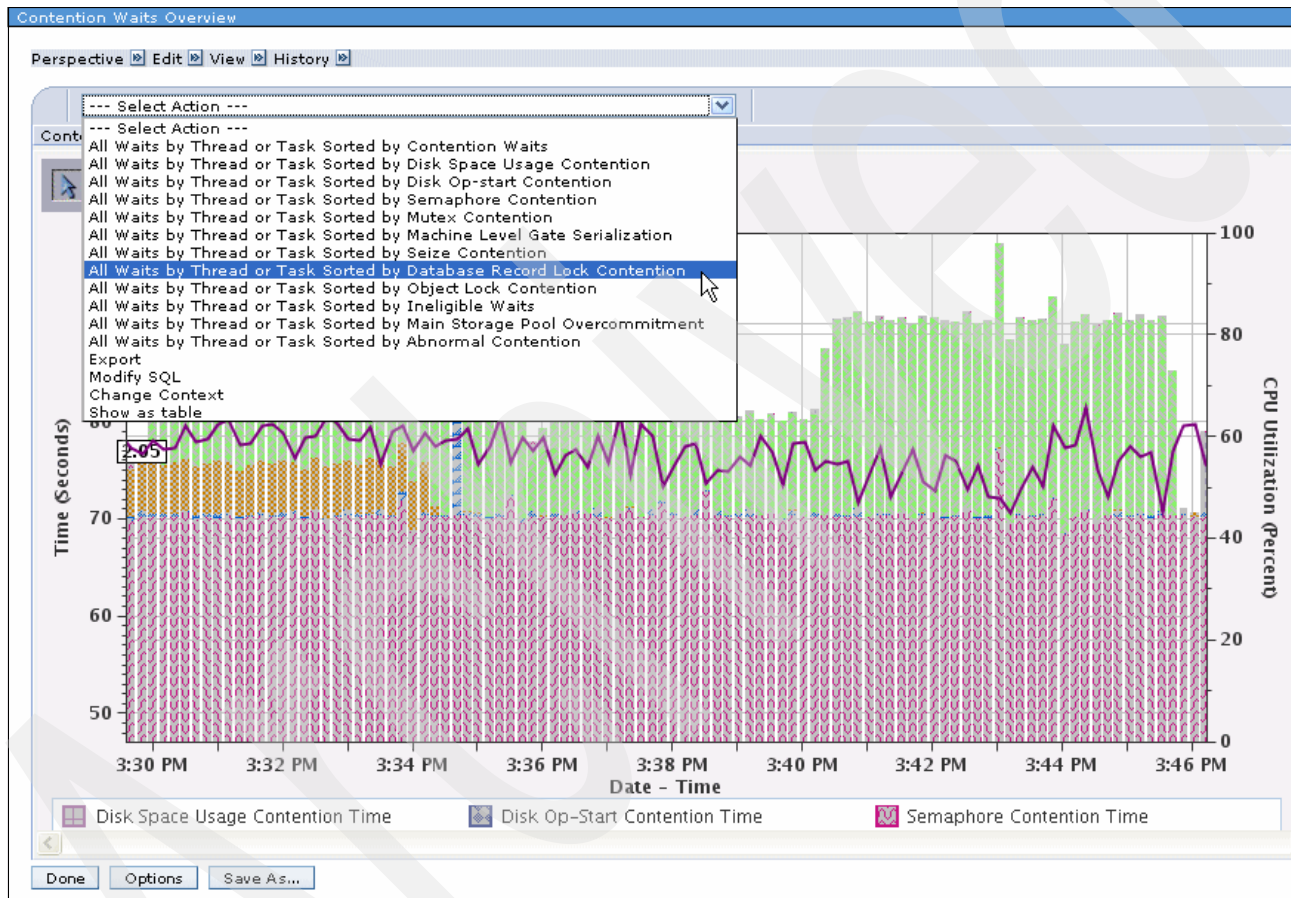 Contention Waits Overview
Perspective Edit View History
--- Select Action ---
--- Select Action ---
All Waits by Thread or Task Sorted by Contention Waits
All Waits by Thread or Task Sorted by Disk Space Usage Contention
All Waits by Thread or Task Sorted by Disk Op-start Contention
All Waits by Thread or Task Sorted by Semaphore Contention
All Waits by Thread or Task Sorted by Mutex Contention
All Waits by Thread or Task Sorted by Machine Level Gate Serialization
All Waits by Thread or Task Sorted by Seize Contention
All Waits by Thread or Task Sorted by Database Record Lock Contention
All Waits by Thread or Task Sorted by Object Lock Contention
All Waits by Thread or Task Sorted by Ineligible Waits
All Waits by Thread or Task Sorted by Main Storage Pool Overcommitment
All Waits by Thread or Task Sorted by Abnormal Contention
Export
Modify SQL
Change Context
Show as table
Conte
Time (Seconds)
80
70
60
50
2.05
100
80
60
40
20
0
CPU Utilization (Percent)
3:30 PM 3:32 PM 3:34 PM 3:36 PM 3:38 PM 3:40 PM 3:42 PM 3:44 PM 3:46 PM
Date - Time
Disk Space Usage Contention Time Disk Op-Start Contention Time Semaphore Contention Time
Done Options Save As...